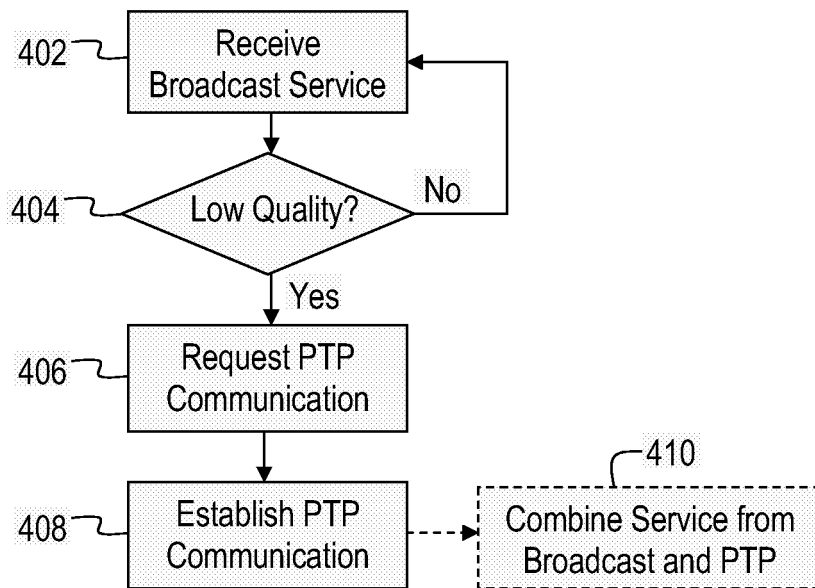 402
Receive
Broadcast Service
404
Low Quality?
No
Yes
406
Request PTP
Communication
408
Establish PTP
Communication
410
Combine Service from
Broadcast and PTP